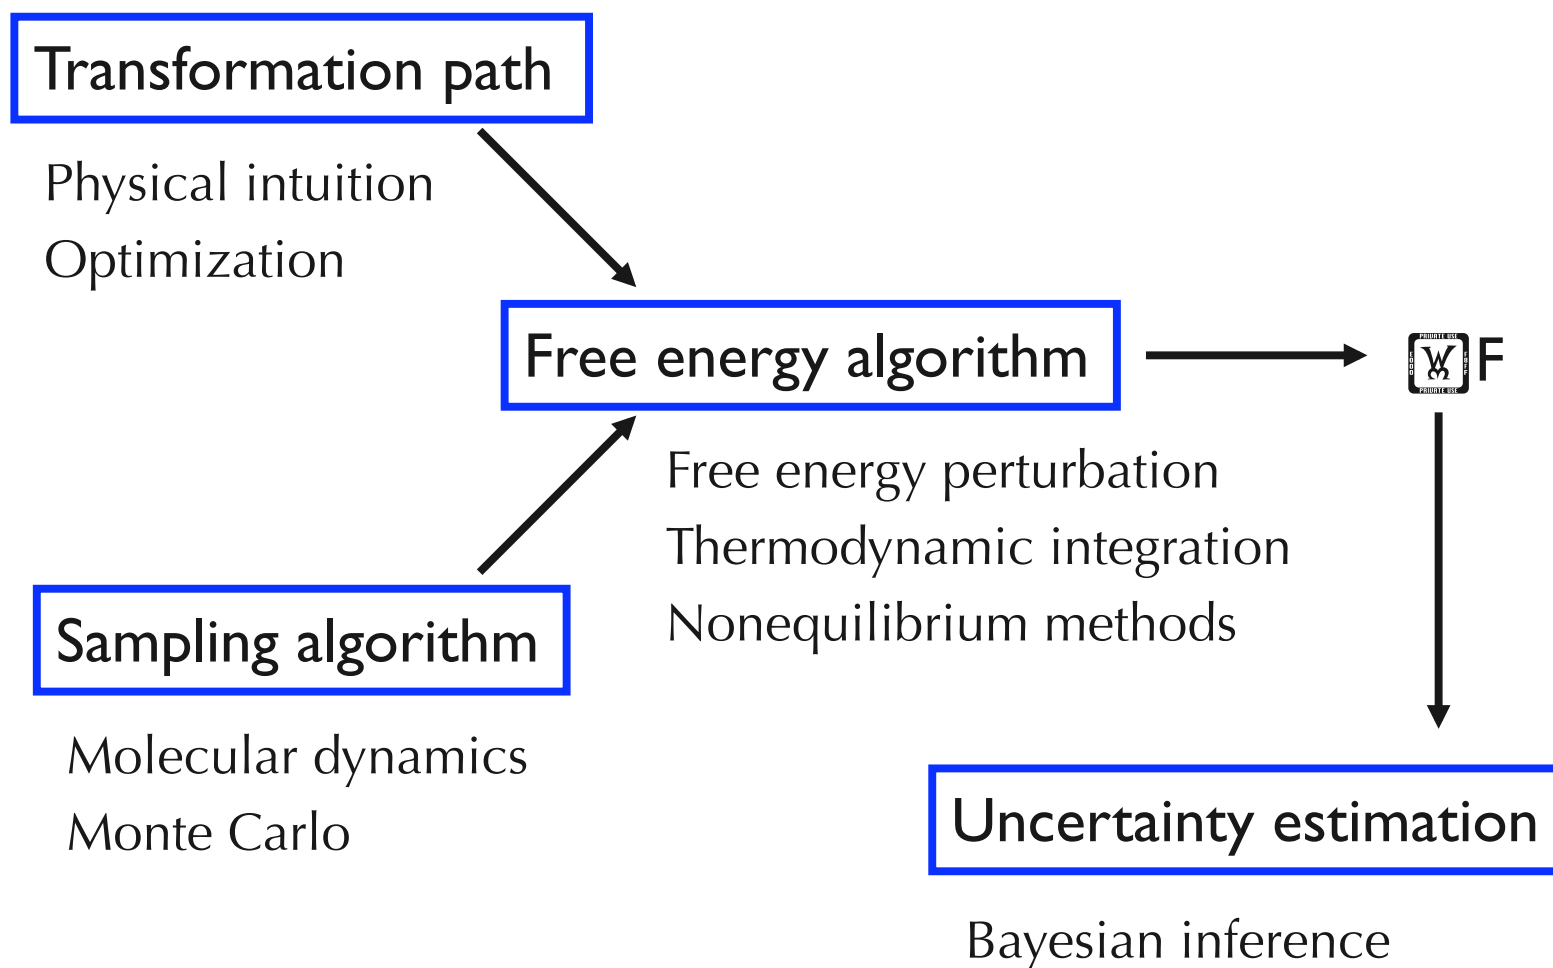 Transformation path
Physical intuition
Optimization
Free energy algorithm
F
Free energy perturbation
Thermodynamic integration
Nonequilibrium methods
Sampling algorithm
Molecular dynamics
Monte Carlo
Uncertainty estimation
Bayesian inference